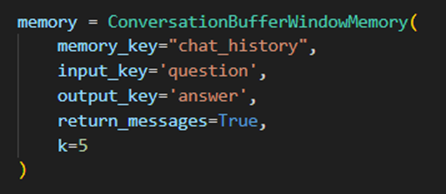 memory = ConversationBufferWindowMemory(
    memory_key="chat_history",
    input_key='question',
    output_key='answer',
    return_messages=True,
    k=5
)